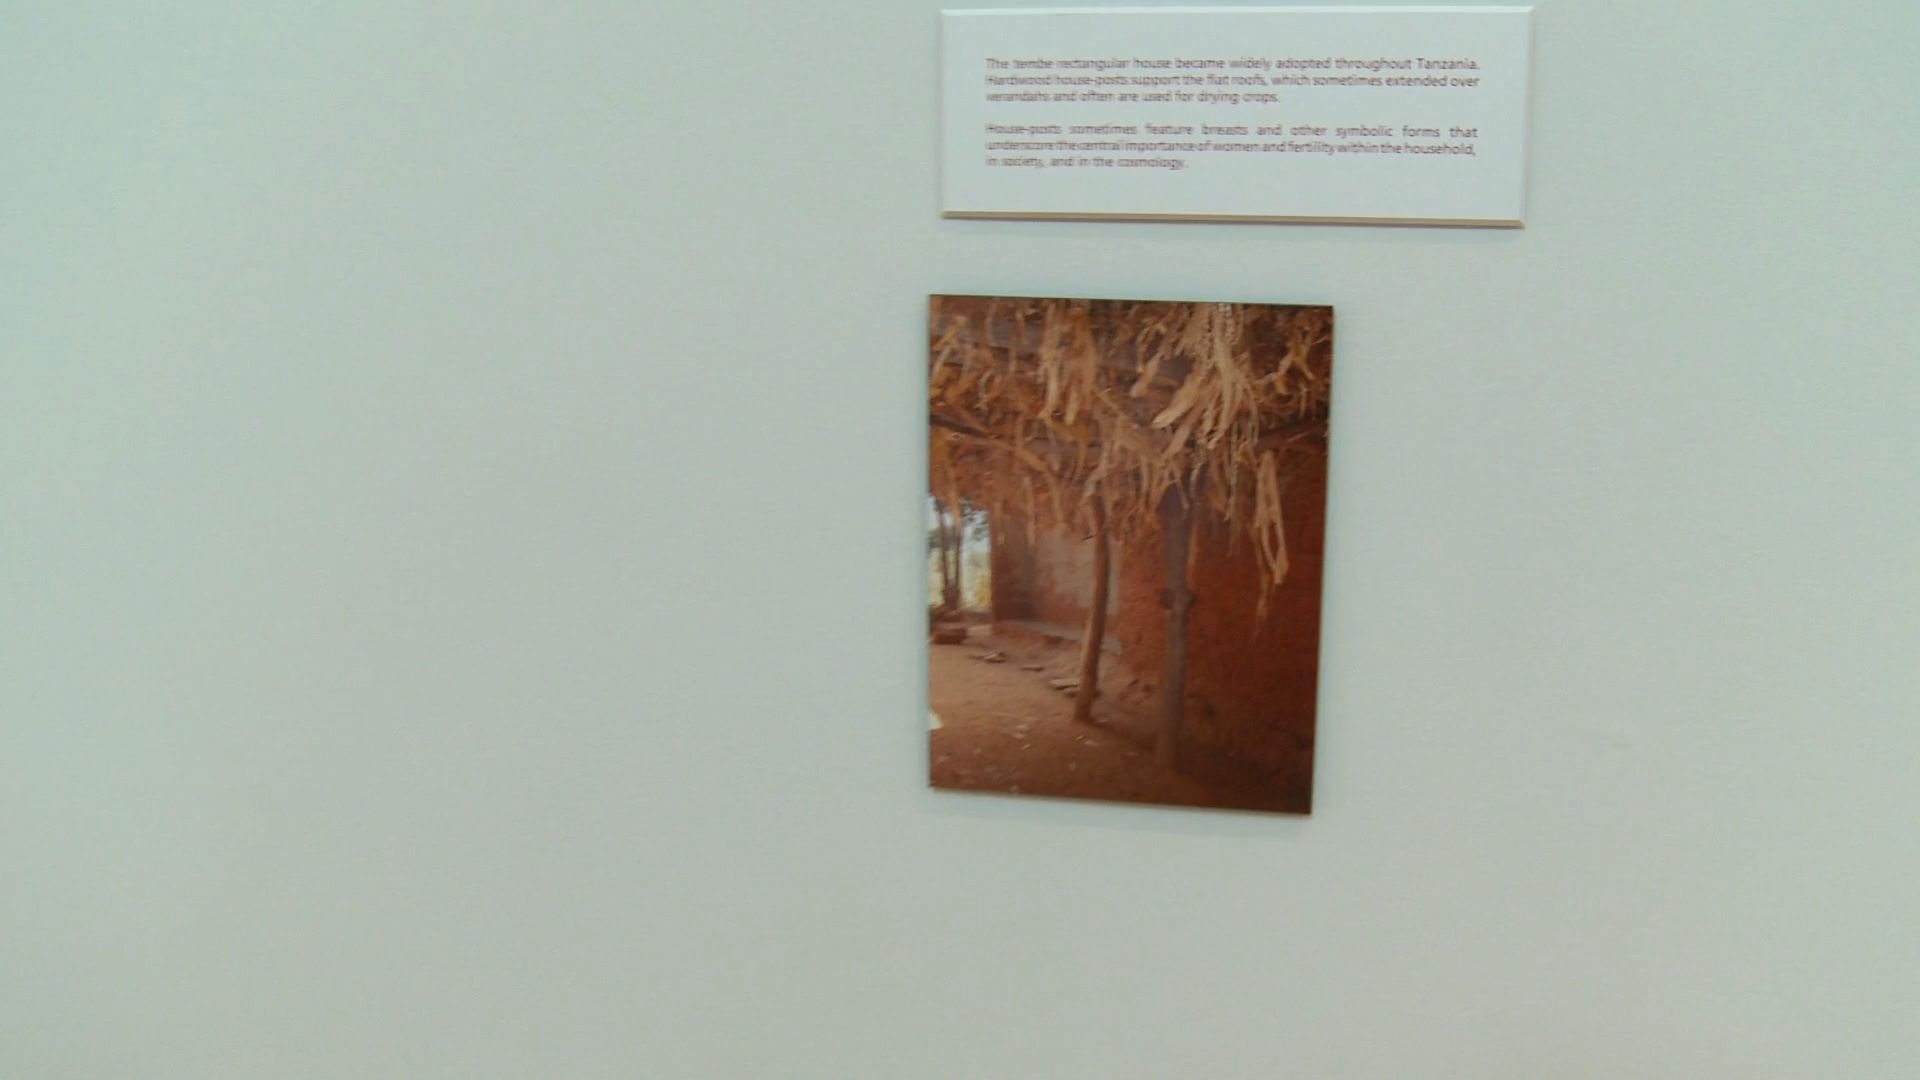 The tembe rectangular house became widely adopted throughout Tanzania.
Hardwood house-posts support the flat roofs, which sometimes extended over
verandahs and often are used for drying crops.
House-posts sometimes feature breasts and other symbolic forms that
underscore the central importance of women and fertility within the household,
in society, and in the cosmology.